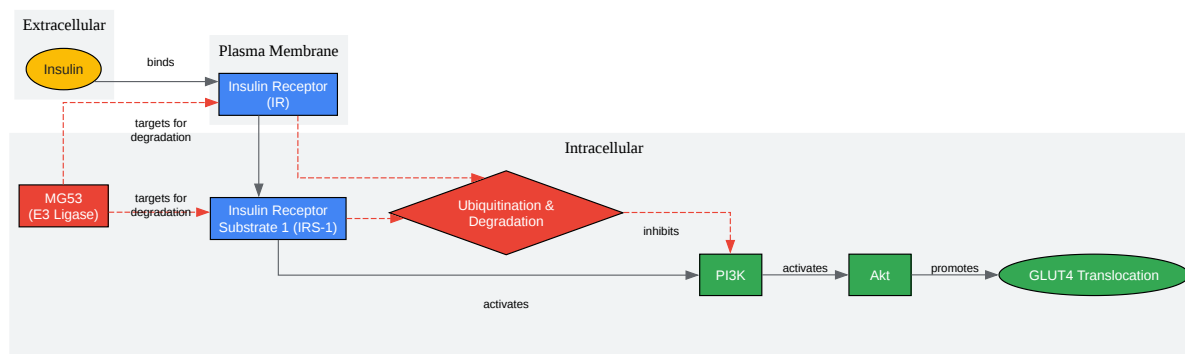 Extracellular
Insulin
binds
Plasma Membrane
Insulin Receptor
(IR)
targets for
degradation
Intracellular
MG53
(E3 Ligase)
targets for
degradation
Insulin Receptor
Substrate 1 (IRS-1)
Ubiquitination &
Degradation
inhibits
PI3K
activates
Akt
promotes
GLUT4 Translocation
activates